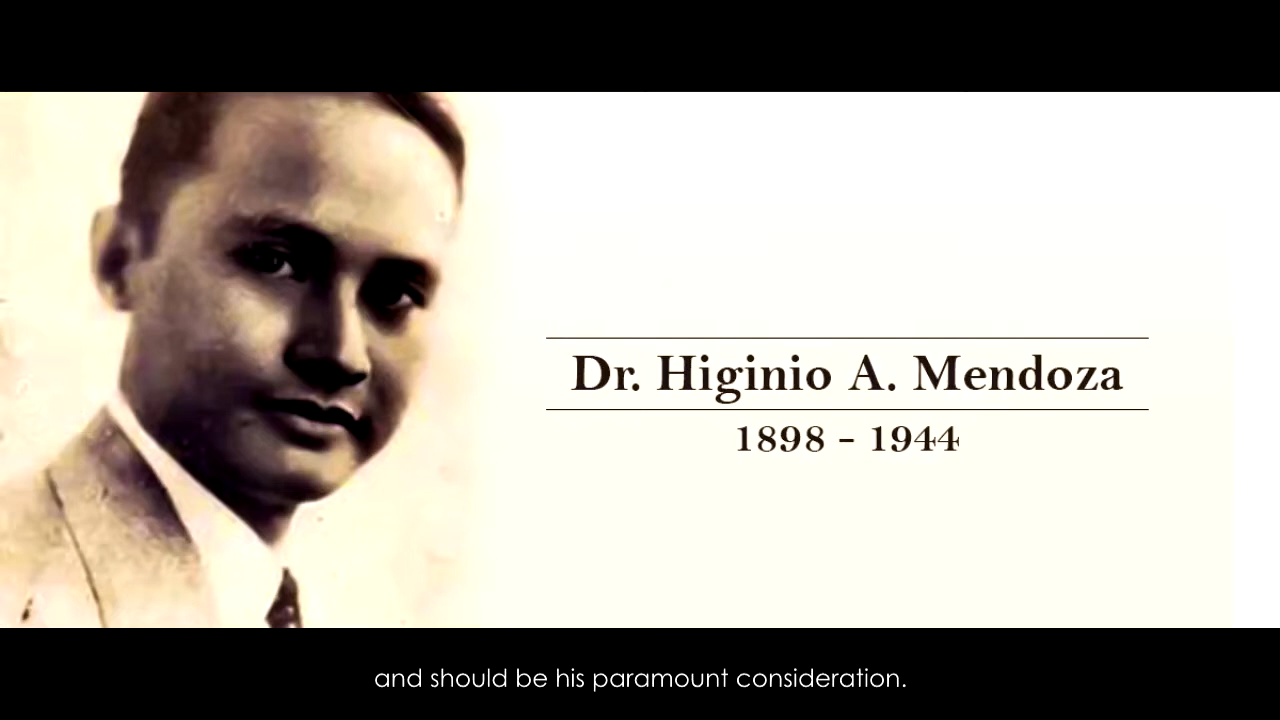 Dr. Higinio A. Mendoza
1898 - 1944
and should be his paramount consideration.